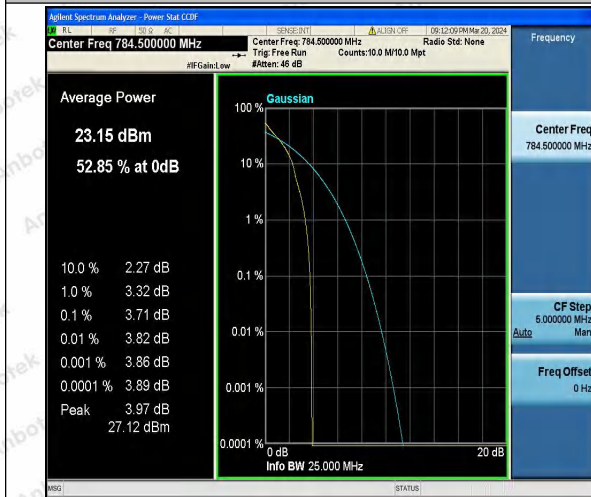 Agilent Spectrum Analyzer - Power Stat CCDF
RL RF 50 Ω AC SENSE:INT ALIGN OFF 09:12:09 PM Mar 20, 2024
Center Freq 784.500000 MHz
Center Freq: 784.500000 MHz Radio Std: None
Trig: Free Run Counts:10.0 M/10.0 Mpt
#IFGain:Low #Atten: 46 dB
Frequency
Average Power
23.15 dBm
52.85 % at 0dB
10.0 % 2.27 dB
1.0 % 3.32 dB
0.1 % 3.71 dB
0.01 % 3.82 dB
0.001 % 3.86 dB
0.0001 % 3.89 dB
Peak 3.97 dB
27.12 dBm
Gaussian
100 %
10 %
1 %
0.1 %
0.01 %
0.001 %
0.0001 %
0 dB 20 dB
Info BW 25.000 MHz
Center Freq
784.500000 MHz
CF Step
5.000000 MHz
Auto Man
Freq Offset
0 Hz
MSG STATUS